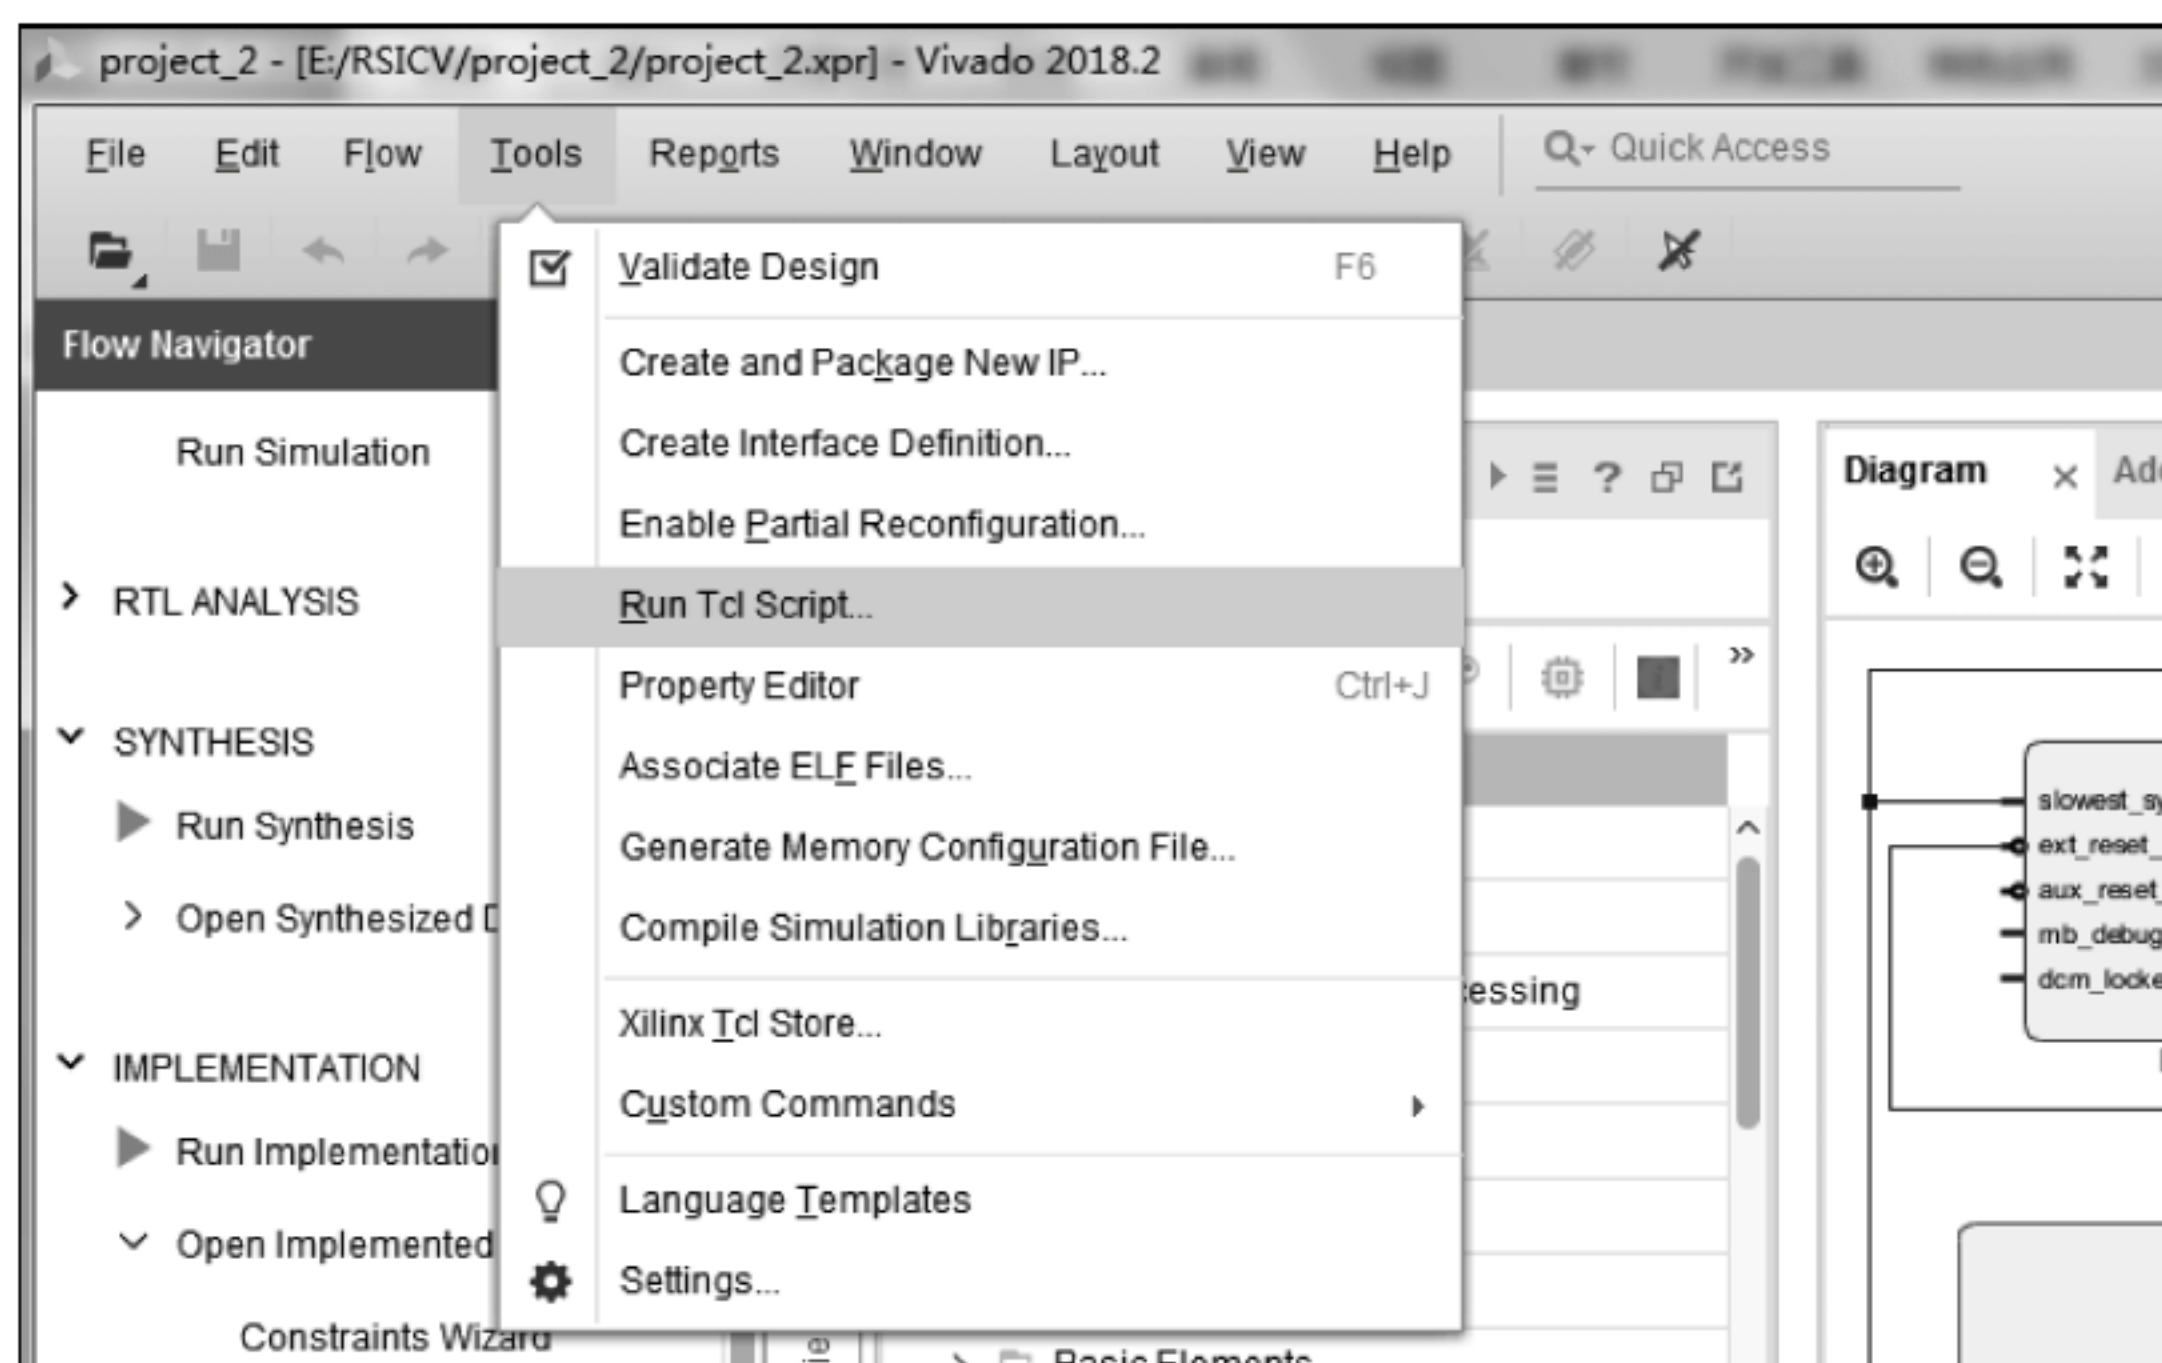 project_2 - [E:/RSICV/project_2/project_2.xpr] - Vivado 2018.2
File Edit Flow Tools Reports Window Layout View Help Quick Access
Validate Design F6
Flow Navigator
Create and Package New IP...
Run Simulation
Create Interface Definition...
Diagram
Enable Partial Reconfiguration...
RTL ANALYSIS
Run Tcl Script...
Property Editor Ctrl+J
SYNTHESIS
Associate ELF Files...
slowest_sy
Run Synthesis
Generate Memory Configuration File...
ext_reset_
aux_reset_
Open Synthesized D
Compile Simulation Libraries...
mb_debug
dcm_locke
cessing
Xilinx Tcl Store...
IMPLEMENTATION
Custom Commands
Run Implementation
Language Templates
Open Implemented
Settings...
Constraints Wizard
Basic Elements